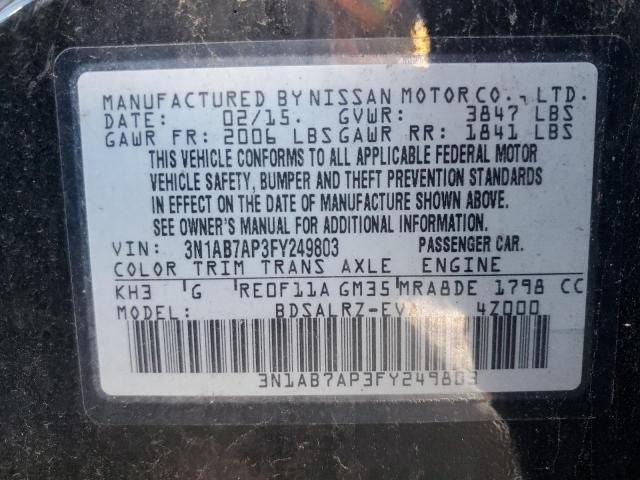 MANUFACTURED BY NISSAN MOTOR CO., LTD.
DATE: 02/15. GVWR: 3847 LBS
GAWR FR: 2006 LBS GAWR RR: 1841 LBS
THIS VEHICLE CONFORMS TO ALL APPLICABLE FEDERAL MOTOR
VEHICLE SAFETY, BUMPER AND THEFT PREVENTION STANDARDS
IN EFFECT ON THE DATE OF MANUFACTURE SHOWN ABOVE.
SEE OWNER'S MANUAL FOR ADDITIONAL INFORMATION.
VIN: 3N1AB7AP3FY249803 PASSENGER CAR.
COLOR TRIM TRANS AXLE ENGINE
KH3 G RE0F11A GM35 MRA8DE 1798 CC
MODEL: BDSALRZ-EV 4Z000
3N1AB7AP3FY249803